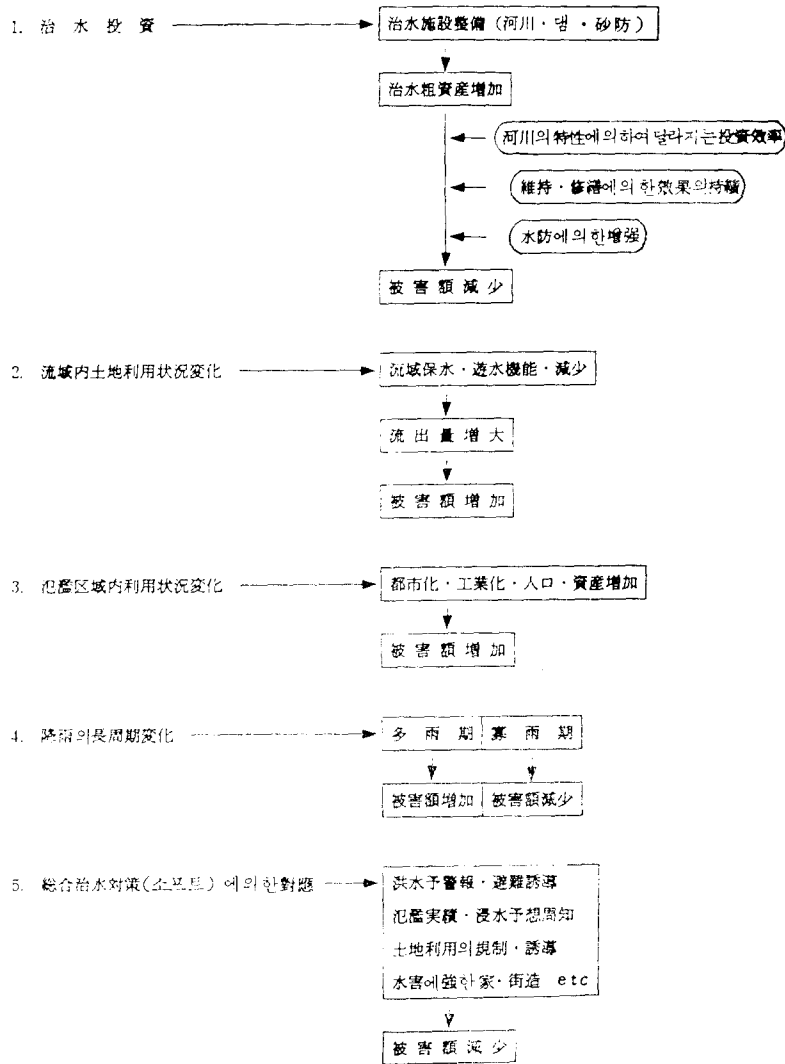 1. 治水投資
治水施設整備 (河川・댐・砂防)
治水粗資産増加
河川의特性에의하여달라지는投資效率
維持・修繕에의한效果의持續
水防에의한増强
被害額減少
2. 流域内土地利用状況変化
流域保水・遊水機能・減少
流出量増大
被害額増加
3. 氾濫区域内利用状況変化
都市化・工業化・人口・資産増加
被害額増加
4. 降雨의長周期変化
多雨期 寡雨期
被害額増加 被害額減少
5. 総合治水対策(소프트)에의한對應
洪水予警報・避難誘導
氾濫実績・浸水予想周知
土地利用의規制・誘導
水害에強한家・街造 etc
被害額減少